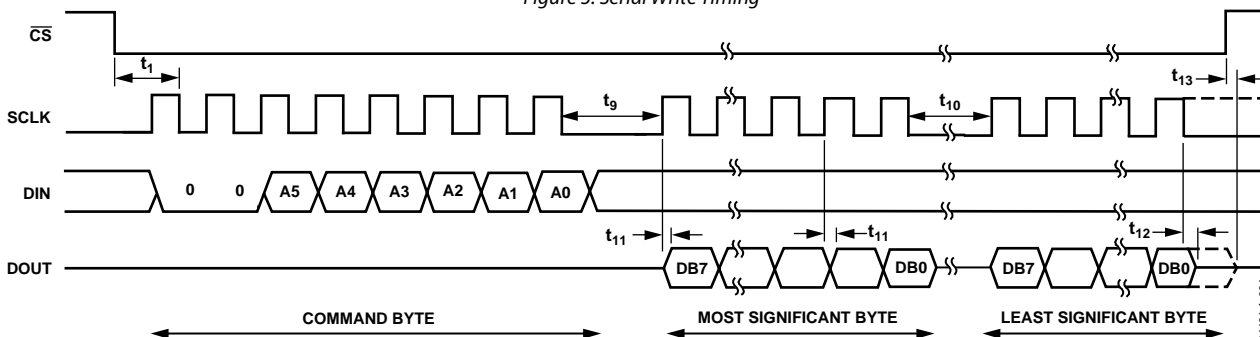 Figure 3. Serial Write Timing
CS
t1
t13
SCLK
t9
t10
DIN
0 0 A5 A4 A3 A2 A1 A0
t11
t11
t12
DOUT
DB7 DB0 DB7 DB0
COMMAND BYTE MOST SIGNIFICANT BYTE LEAST SIGNIFICANT BYTE